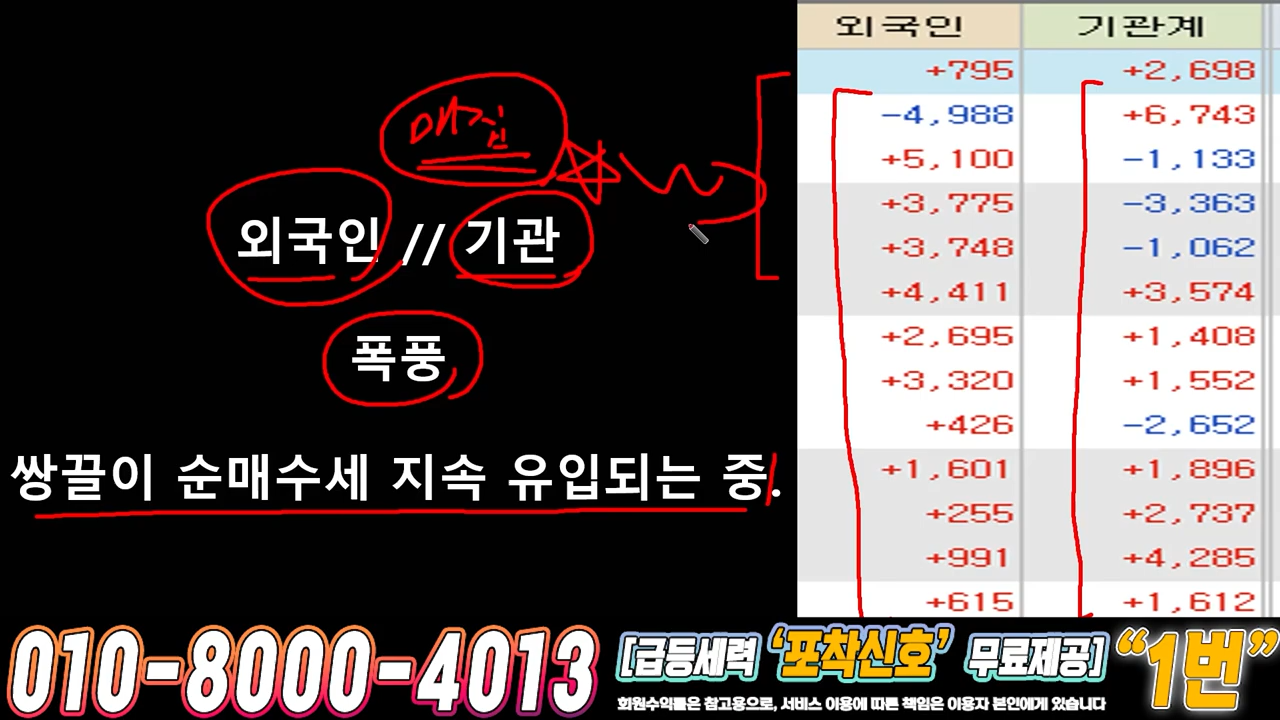 매집
외국인 // 기관
폭풍
쌍끌이 순매수세 지속 유입되는 중.
외국인 기관계
+795 +2,698
-4,988 +6,743
+5,100 -1,133
+3,775 -3,363
+3,748 -1,062
+4,411 +3,574
+2,695 +1,408
+3,320 +1,552
+426 -2,652
+1,601 +1,896
+255 +2,737
+991 +4,285
+615 +1,612
010-8000-4013 [급등세력 '포착신호' 무료제공] "1번"
회원수익률은 참고용으로, 서비스 이용에 따른 책임은 이용자 본인에게 있습니다